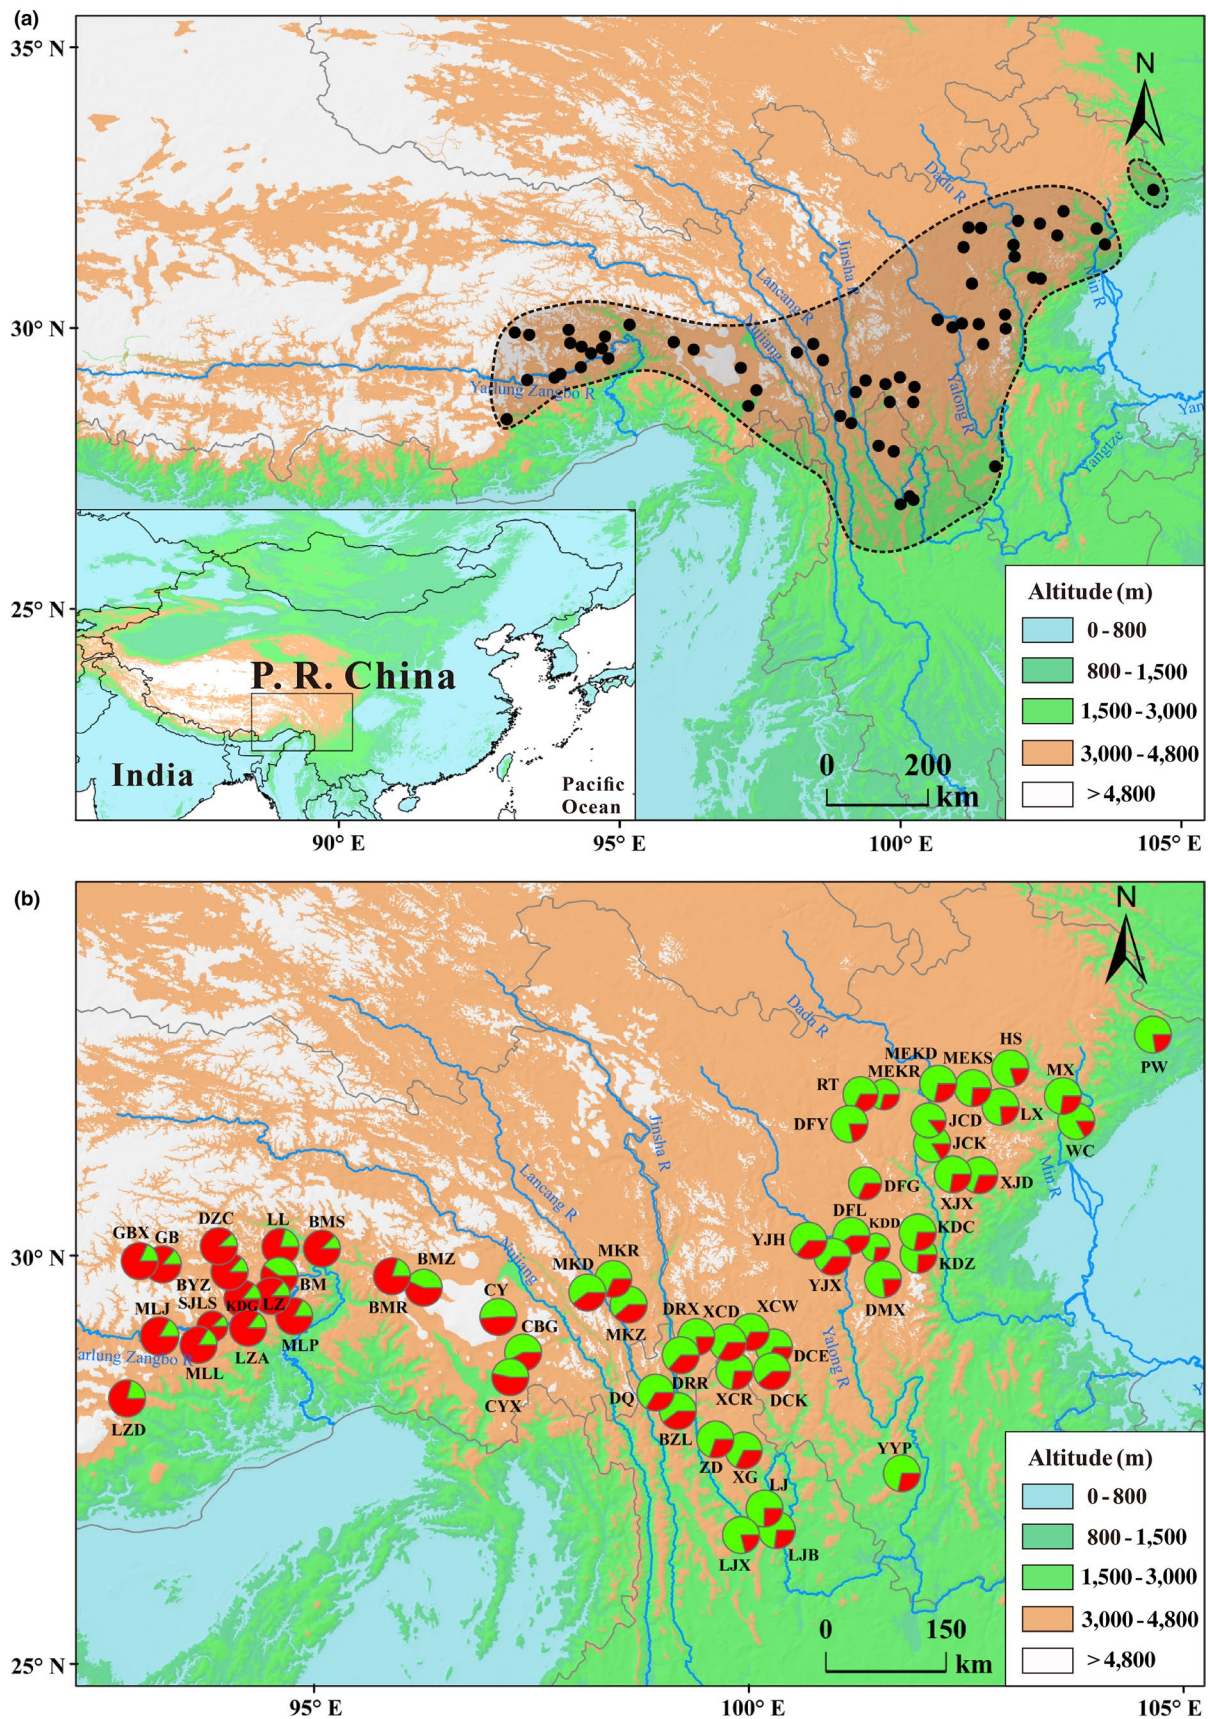 (a)
35° N
N
Dadu R
Jinsha R
Lancang R
Min R
30° N
Nujiang
Yarlung Zangbo R
Yalong R
Yan
Yangtze
25° N
P. R. China
India
Pacific
Ocean
Altitude (m)
0 - 800
800 - 1,500
1,500 - 3,000
3,000 - 4,800
> 4,800
0 200
km
90° E 95° E 100° E 105° E
(b)
N
Dadu R
HS
MEKD MEKS MX PW
RT MEKR
LX
DFY JCD
JCK WC
Jinsha R
Min R
XJX XJD
Lancang R
DFG
DFL KDD KDC
GBX GB DZC LL BMS
YJH
30° N
Nujiang
MKD MKR
BMZ
YJX KDZ
BYZ BM
BMR CY
DMX
SJLS KDG LZ
MLJ MLP
MKZ DRX XCD XCW
CBG
LZA
DCE
Yarlung Zangbo R
MLL
Yalong R
DRR XCR DCK
CYX DQ
LZD
BZL
ZD XG YYP
LJ
LJX LJB
Y
Altitude (m)
0 - 800
800 - 1,500
1,500 - 3,000
3,000 - 4,800
> 4,800
0 150
km
25° N
95° E 100° E 105° E